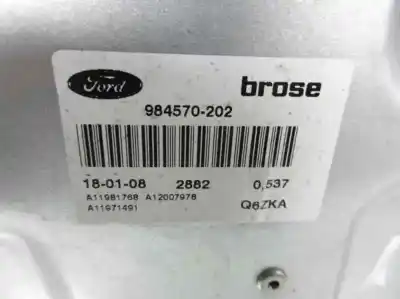 Ford
brose
984570-202
18-01-08 2882 0,537
A11981768 A12007978
A11971491
Q6ZKA